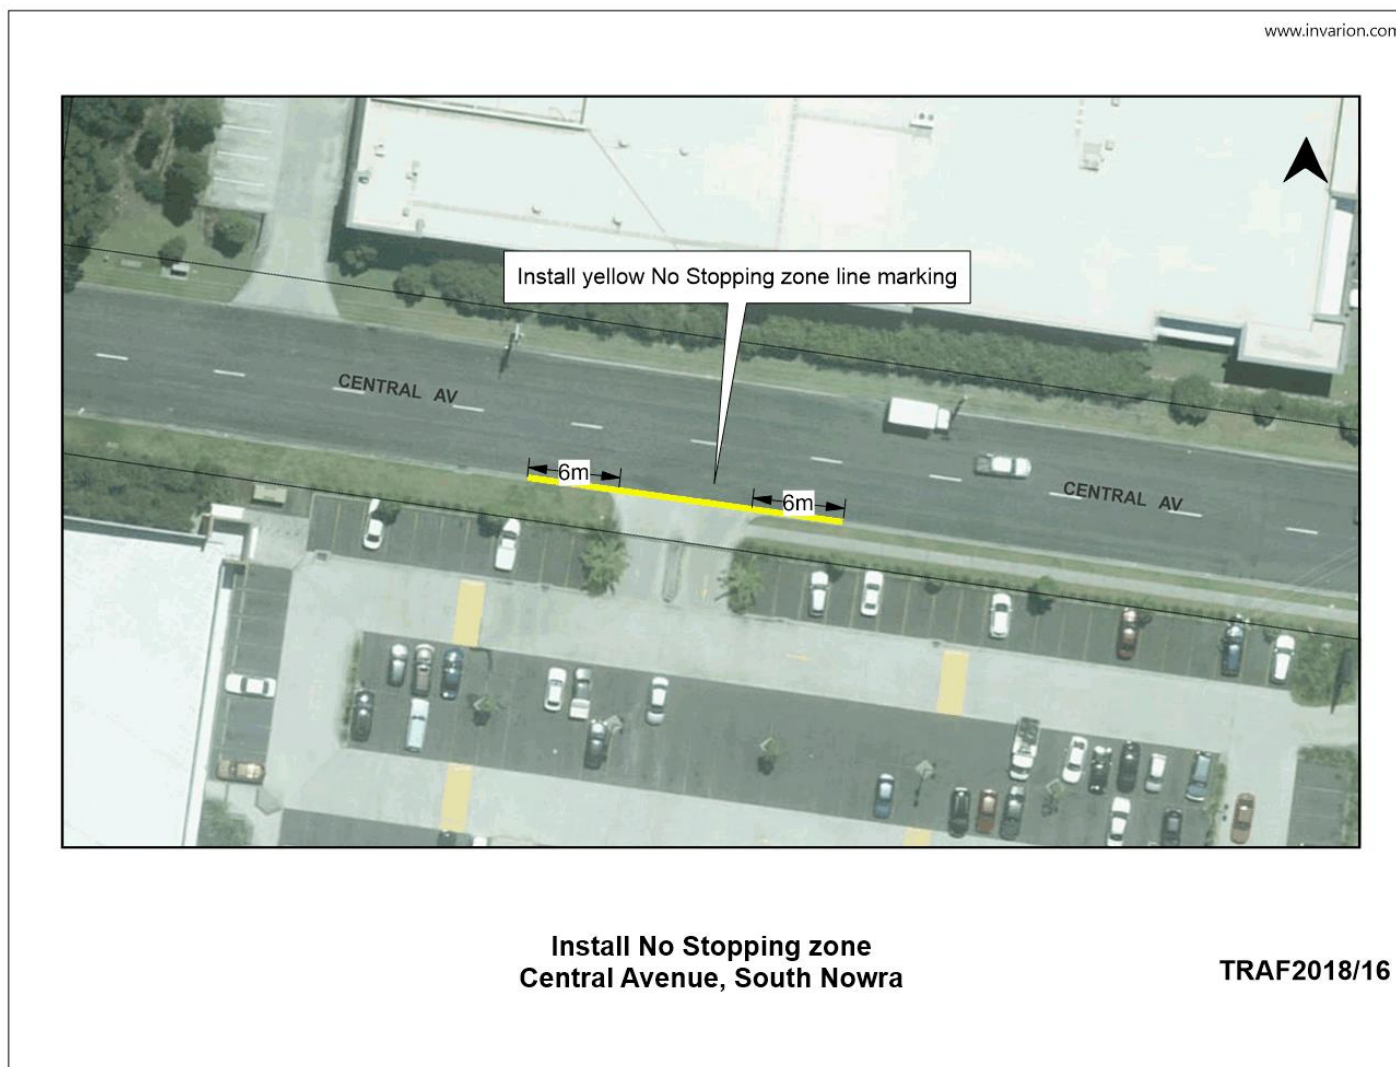 www.invarion.com
Install yellow No Stopping zone line marking
CENTRAL AV
6m
6m
CENTRAL AV
Install No Stopping zone
Central Avenue, South Nowra
TRAF2018/16